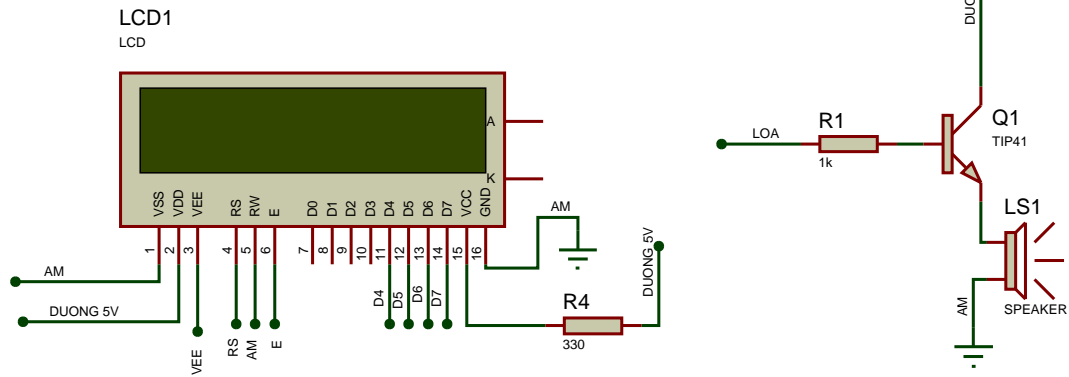 LCD1
LCD
A
K
VSS
VDD
VEE
RS
RW
E
D0
D1
D2
D3
D4
D5
D6
D7
VCC
GND
1
2
3
4
5
6
7
8
9
10
11
12
13
14
15
16
AM
DUONG 5V
VEE
RS
AM
E
D4
D5
D6
D7
AM
R4
330
DUONG 5V
LOA
R1
1k
Q1
TIP41
LS1
SPEAKER
AM